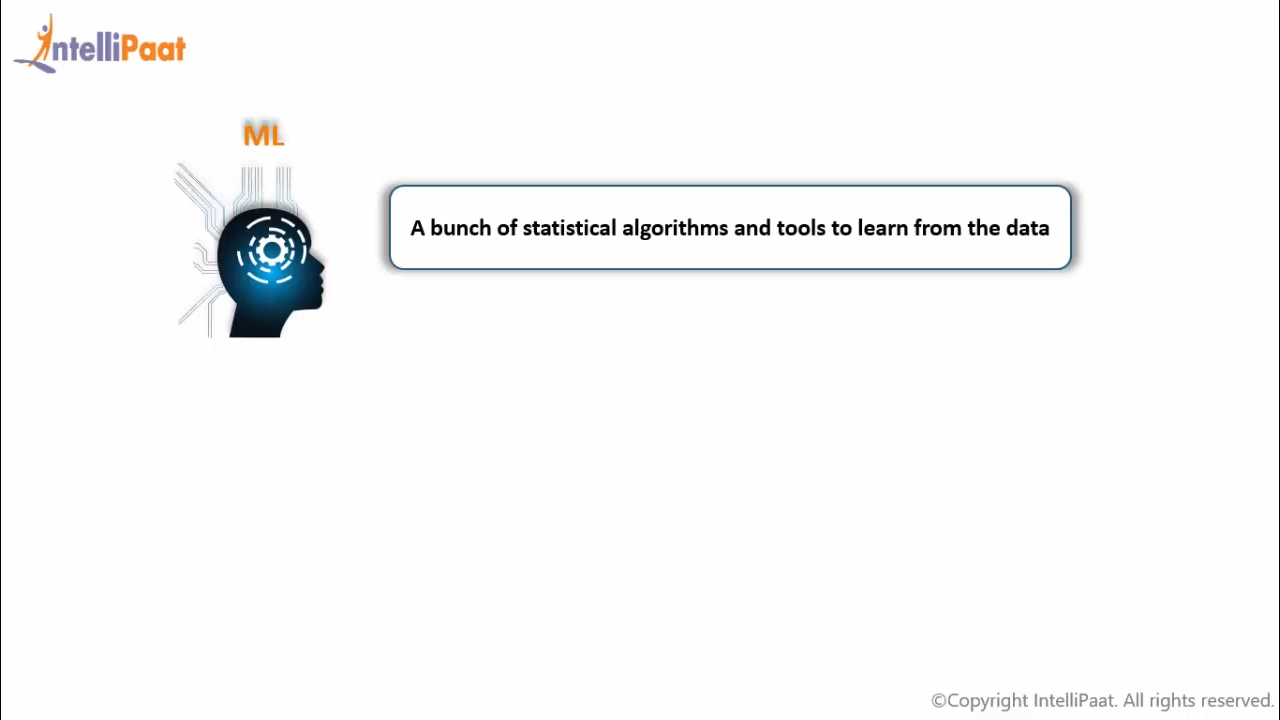 IntelliPaat
ML
A bunch of statistical algorithms and tools to learn from the data
©Copyright IntelliPaat. All rights reserved.